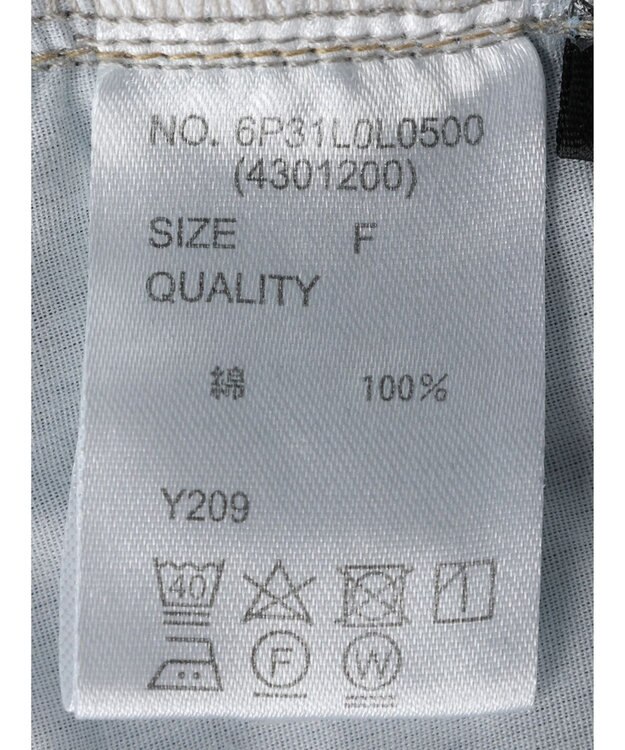 NO. 6P31L0L0500
(4301200)
SIZE F
QUALITY
綿 100%
Y209
40
F W